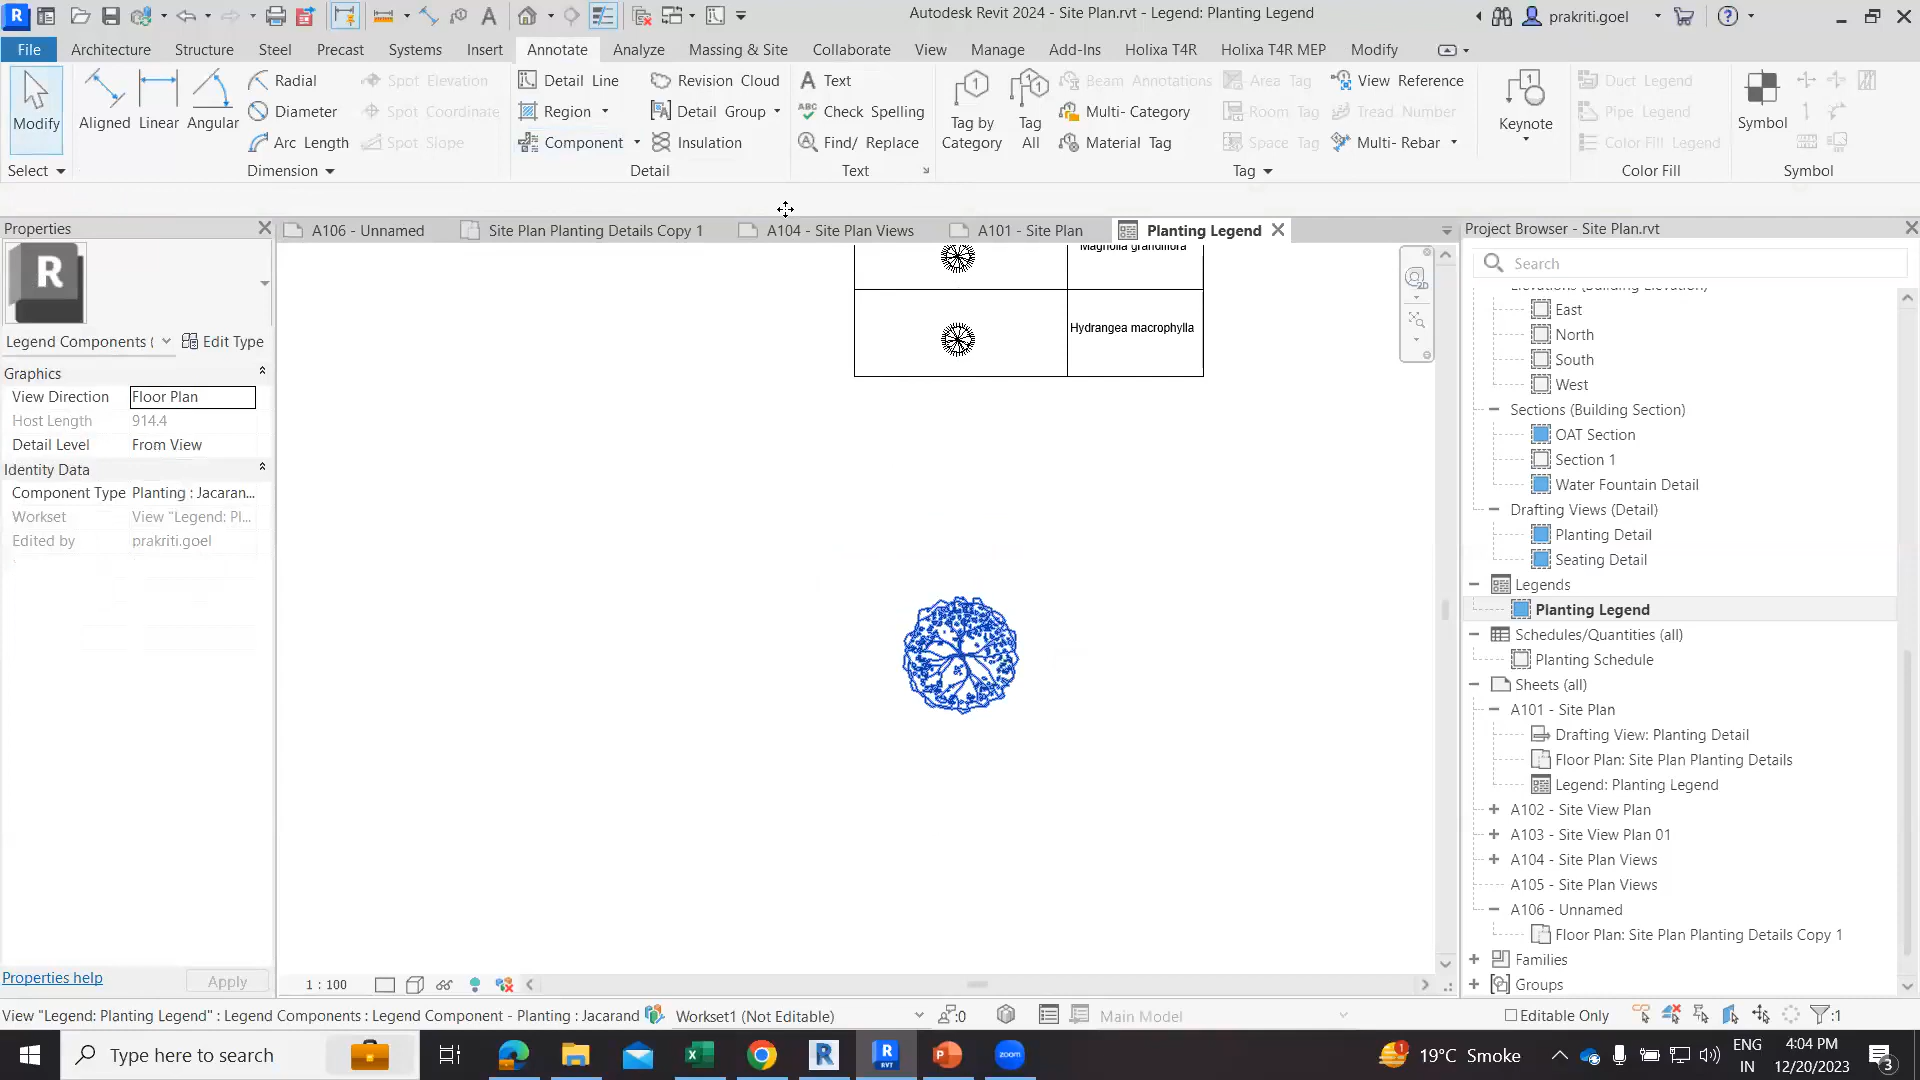 Autodesk Revit 2024 - Site Plan.rvt - Legend: Planting Legend
prakriti.goel
File Architecture Structure Steel Precast Systems Insert Annotate Analyze Massing & Site Collaborate View Manage Add-Ins Holixa T4R Holixa T4R MEP Modify
Modify
Select
Aligned Linear Angular
Radial
Diameter
Arc Length
Spot Elevation
Spot Coordinate
Spot Slope
Dimension
Detail Line
Region
Component
Revision Cloud
Detail Group
Insulation
Detail
Text
Check Spelling
Find/ Replace
Text
Tag by Category
Tag All
Beam Annotations
Multi- Category
Material Tag
Area Tag
Room Tag
Space Tag
View Reference
Tread Number
Multi- Rebar
Tag
Keynote
Duct Legend
Pipe Legend
Color Fill Legend
Color Fill
Symbol
Symbol
Properties
R
Legend Components (
Edit Type
Graphics
View Direction Floor Plan
Host Length 914.4
Detail Level From View
Identity Data
Component Type Planting : Jacaran...
Workset View "Legend: Pl...
Edited by prakriti.goel
Properties help
Apply
A106 - Unnamed
Site Plan Planting Details Copy 1
A104 - Site Plan Views
A101 - Site Plan
Planting Legend
Magnolia grandiflora
Hydrangea macrophylla
2D
1 : 100
Project Browser - Site Plan.rvt
Search
Elevations (Building Elevation)
East
North
South
West
Sections (Building Section)
OAT Section
Section 1
Water Fountain Detail
Drafting Views (Detail)
Planting Detail
Seating Detail
Legends
Planting Legend
Schedules/Quantities (all)
Planting Schedule
Sheets (all)
A101 - Site Plan
Drafting View: Planting Detail
Floor Plan: Site Plan Planting Details
Legend: Planting Legend
A102 - Site View Plan
A103 - Site View Plan 01
A104 - Site Plan Views
A105 - Site Plan Views
A106 - Unnamed
Floor Plan: Site Plan Planting Details Copy 1
Families
Groups
View "Legend: Planting Legend" : Legend Components : Legend Component - Planting : Jacarand
Workset1 (Not Editable)
:0
Main Model
Editable Only
:1
Type here to search
zoom
19°C Smoke
ENG
IN
4:04 PM
12/20/2023
3